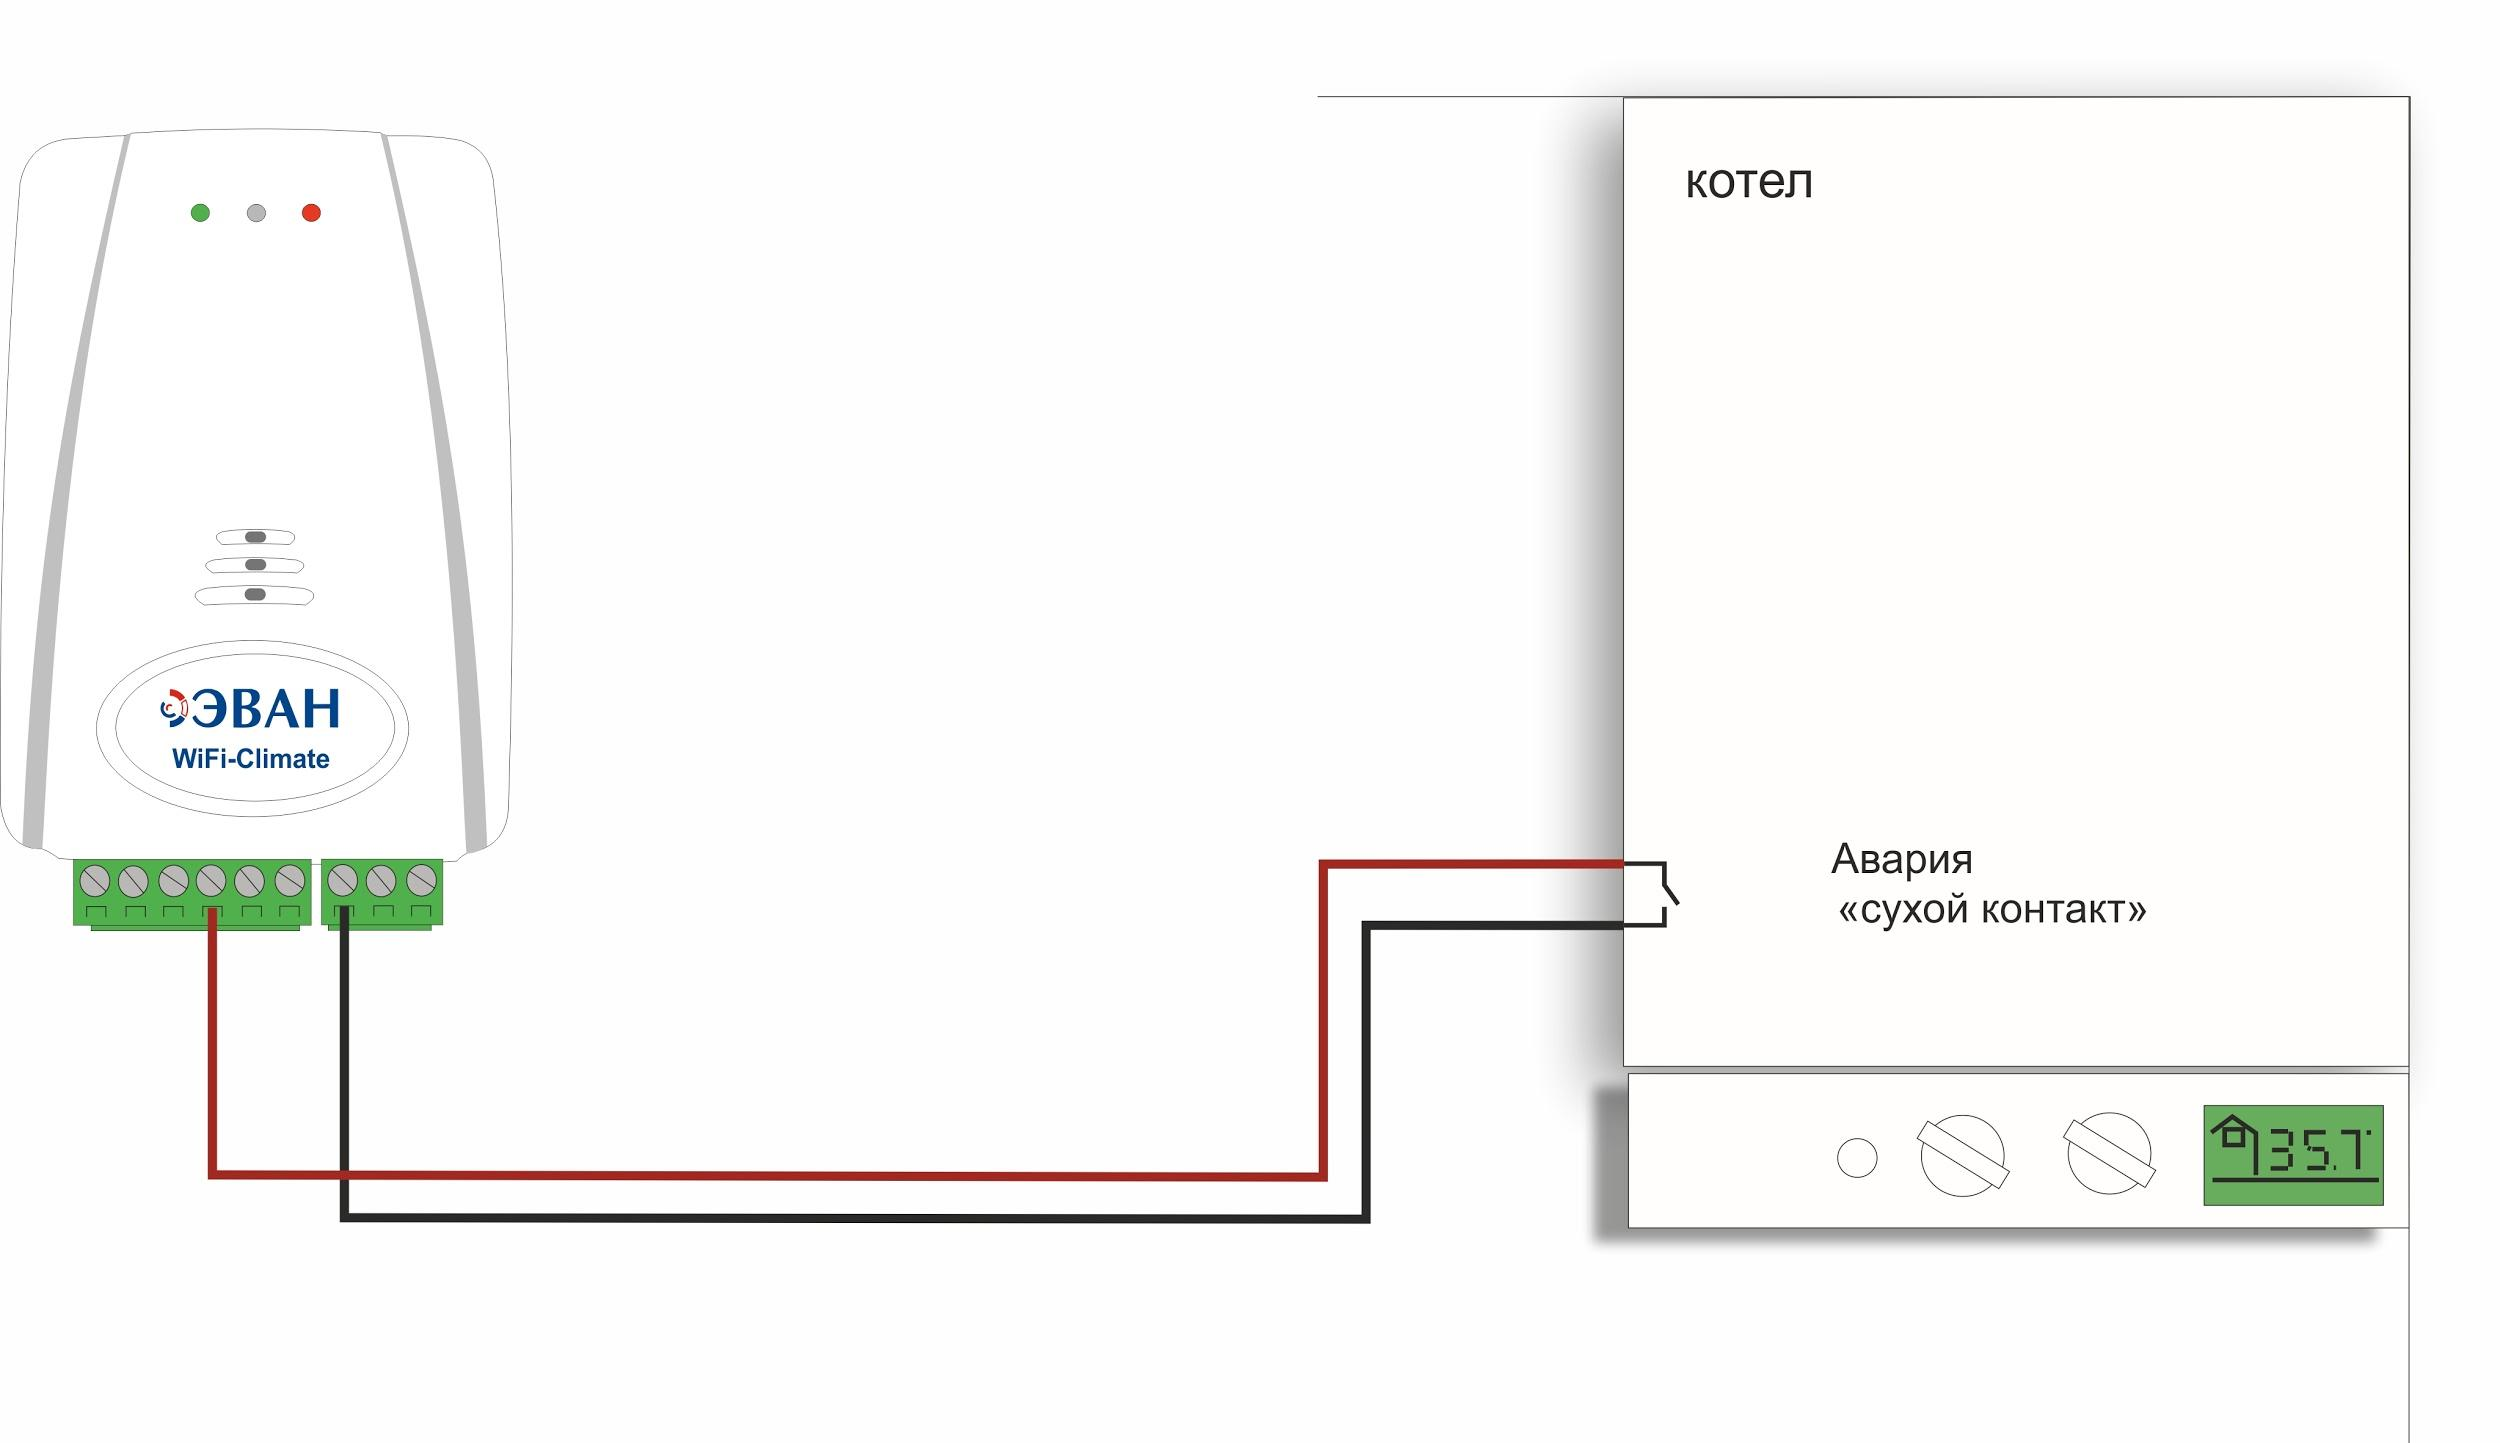 котел
ЭВАН
WiFi-Climate
Авария
«сухой контакт»
35.7°